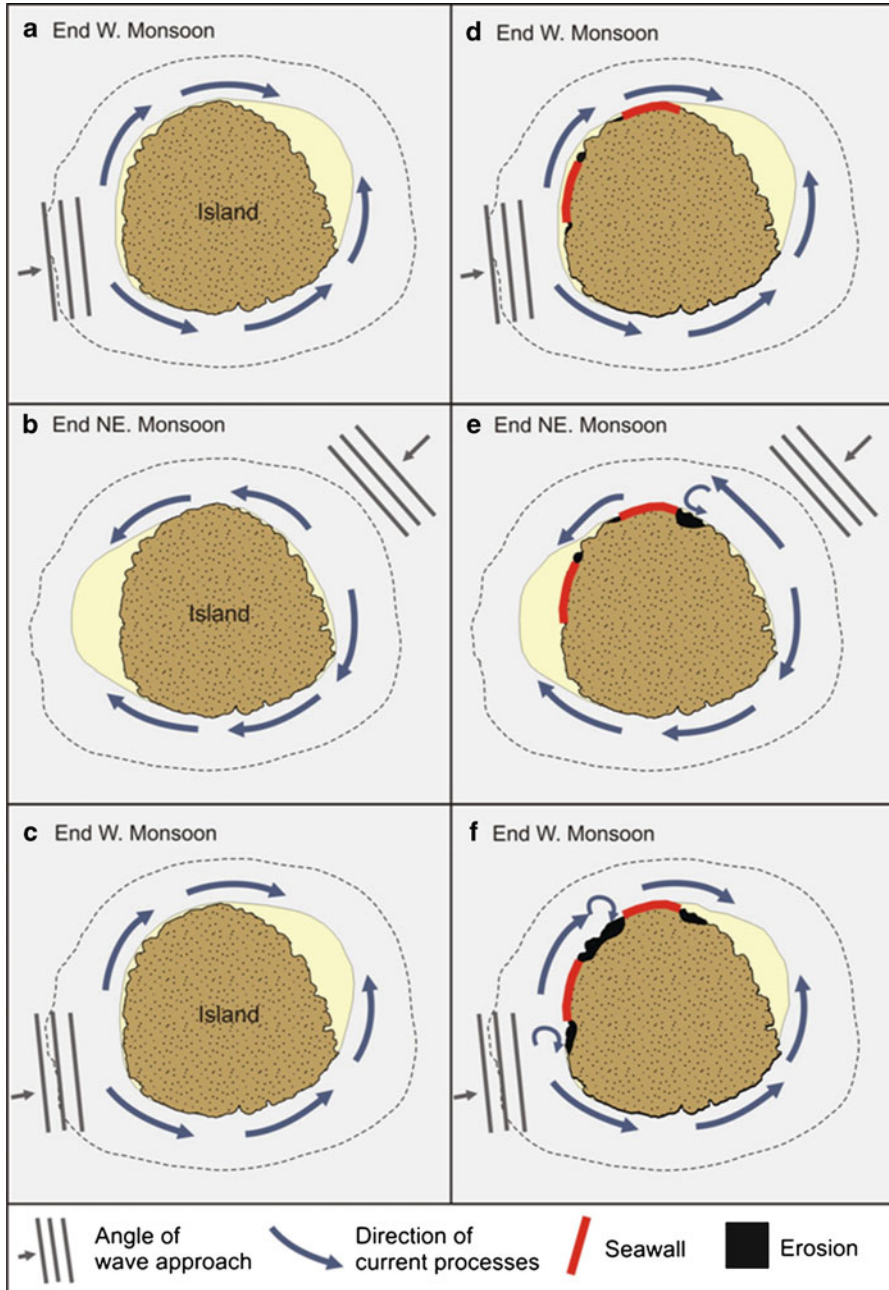 a End W. Monsoon
Island
d End W. Monsoon
b End NE. Monsoon
Island
e End NE. Monsoon
c End W. Monsoon
Island
f End W. Monsoon
Angle of
wave approach
Direction of
current processes
Seawall
Erosion